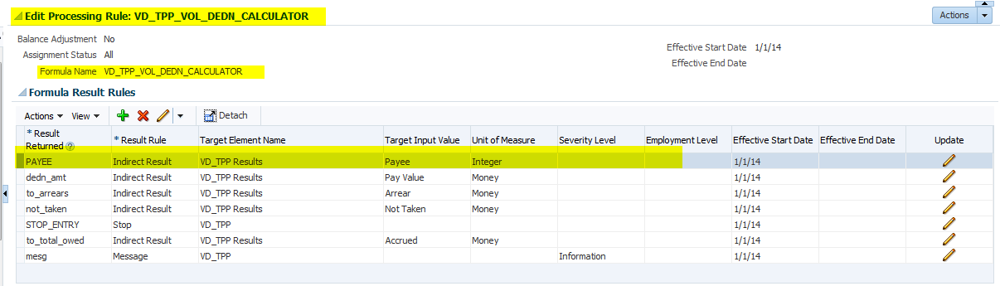 Edit Processing Rule: VD_TPP_VOL_DEDN_CALCULATOR
Actions
Balance Adjustment No
Effective Start Date 1/1/14
Assignment Status All
Effective End Date
Formula Name VD_TPP_VOL_DEDN_CALCULATOR
Formula Result Rules
Actions View Detach
* Result Returned * Result Rule Target Element Name Target Input Value Unit of Measure Severity Level Employment Level Effective Start Date Effective End Date Update
PAYEE Indirect Result VD_TPP Results Payee Integer 1/1/14
dedn_amt Indirect Result VD_TPP Results Pay Value Money 1/1/14
to_arrears Indirect Result VD_TPP Results Arrear Money 1/1/14
not_taken Indirect Result VD_TPP Results Not Taken Money 1/1/14
STOP_ENTRY Stop VD_TPP 1/1/14
to_total_owed Indirect Result VD_TPP Results Accrued Money 1/1/14
mesg Message VD_TPP Information 1/1/14